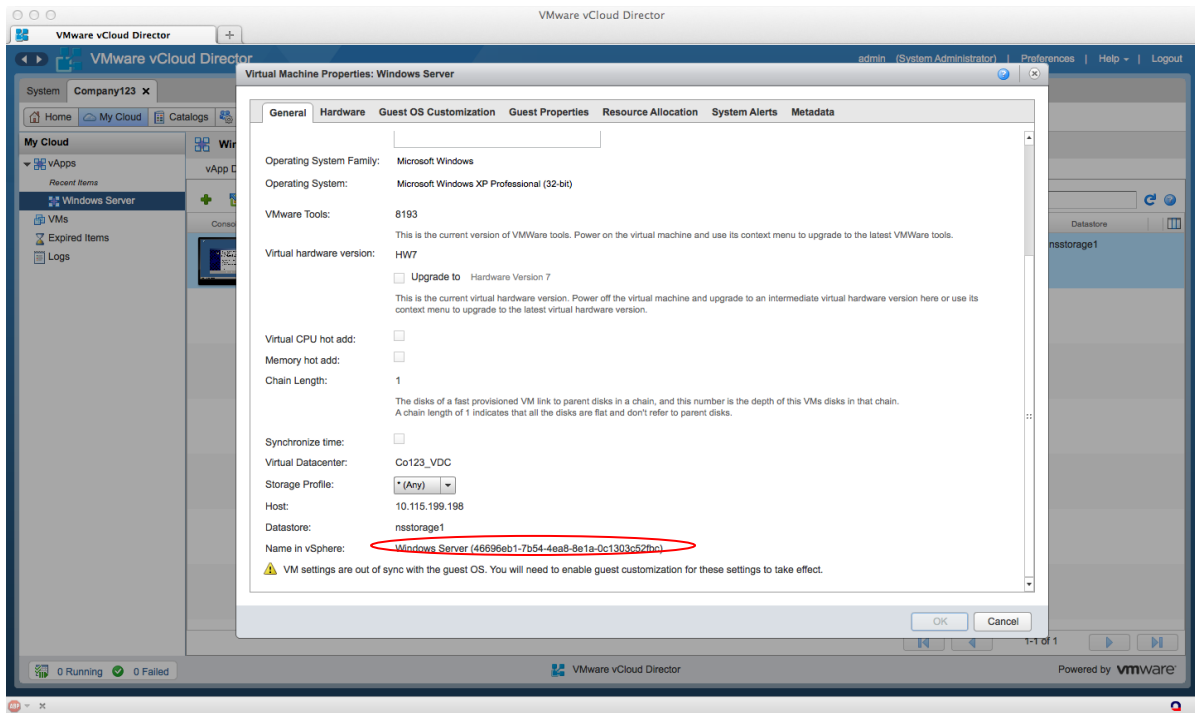 VMware vCloud Director
VMware vCloud Director
VMware vCloud Director
admin (System Administrator) | Preferences | Help | Logout
Virtual Machine Properties: Windows Server
System Company123
Home My Cloud Catalogs
General Hardware Guest OS Customization Guest Properties Resource Allocation System Alerts Metadata
My Cloud
vApps
Recent Items
Windows Server
VMs
Expired Items
Logs
Win
vApp D
Conso
Operating System Family: Microsoft Windows
Operating System: Microsoft Windows XP Professional (32-bit)
VMware Tools: 8193
This is the current version of VMWare tools. Power on the virtual machine and use its context menu to upgrade to the latest VMWare tools.
Virtual hardware version: HW7
Upgrade to Hardware Version 7
This is the current virtual hardware version. Power off the virtual machine and upgrade to an intermediate virtual hardware version here or use its
context menu to upgrade to the latest virtual hardware version.
Virtual CPU hot add:
Memory hot add:
Chain Length: 1
The disks of a fast provisioned VM link to parent disks in a chain, and this number is the depth of this VMs disks in that chain.
A chain length of 1 indicates that all the disks are flat and don't refer to parent disks.
Synchronize time:
Virtual Datacenter: Co123_VDC
Storage Profile: * (Any)
Host: 10.115.199.198
Datastore: nsstorage1
Name in vSphere: Windows Server (46696eb1-7b54-4ea8-8e1a-0c1303c52fbc)
VM settings are out of sync with the guest OS. You will need to enable guest customization for these settings to take effect.
OK Cancel
Datastore
nsstorage1
1-1 of 1
0 Running 0 Failed
VMware vCloud Director
Powered by vmware